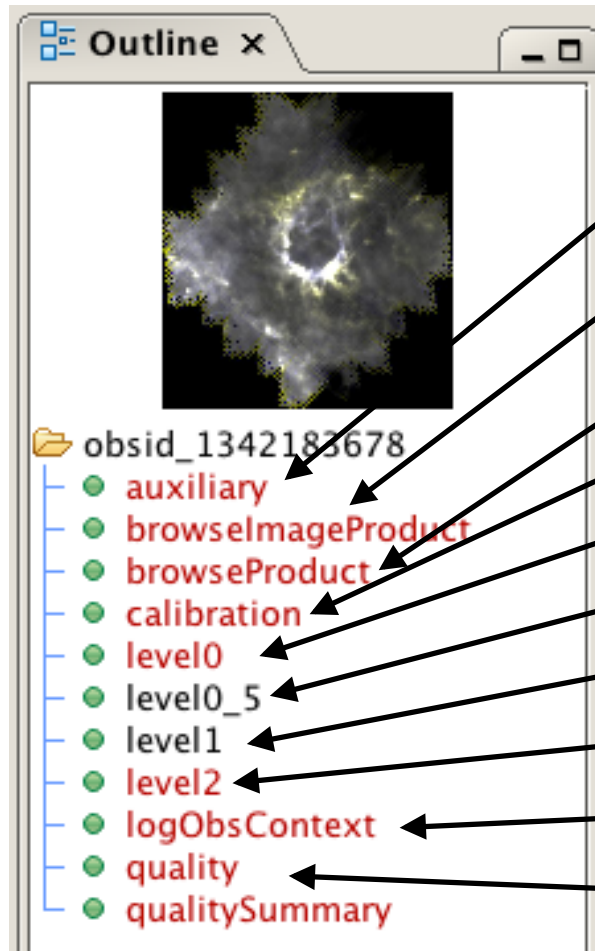 Outline
obsid_1342183678
auxiliary
browseImageProduct
browseProduct
calibration
level0
level0_5
level1
level2
logObsContext
quality
qualitySummary